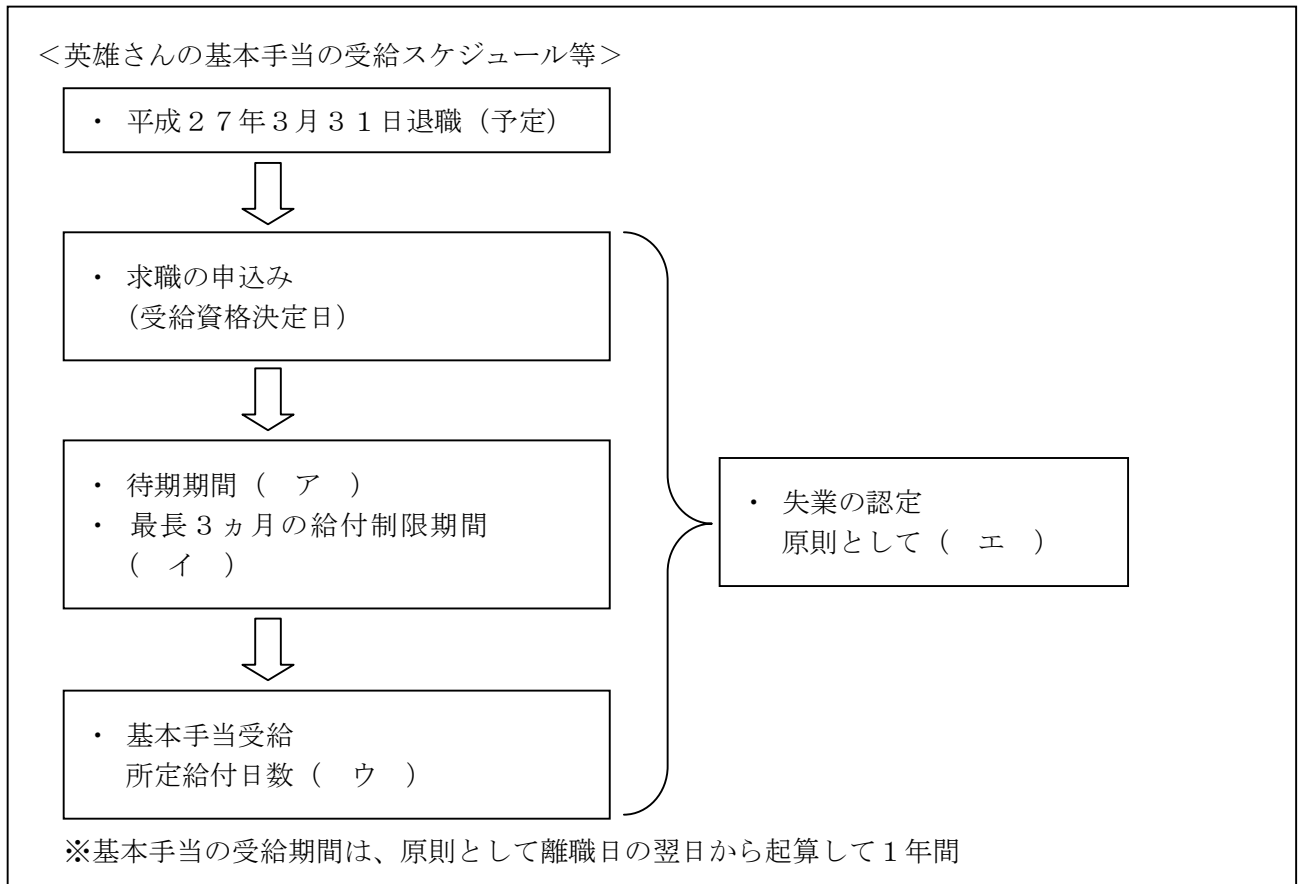 ＜英雄さんの基本手当の受給スケジュール等＞
・ 平成２７年３月３１日退職（予定）
・ 求職の申込み
（受給資格決定日）
・ 待期期間（ ア ）
・ 最長３ヵ月の給付制限期間
（ イ ）
・ 失業の認定
原則として（ エ ）
・ 基本手当受給
所定給付日数（ ウ ）
※基本手当の受給期間は、原則として離職日の翌日から起算して１年間